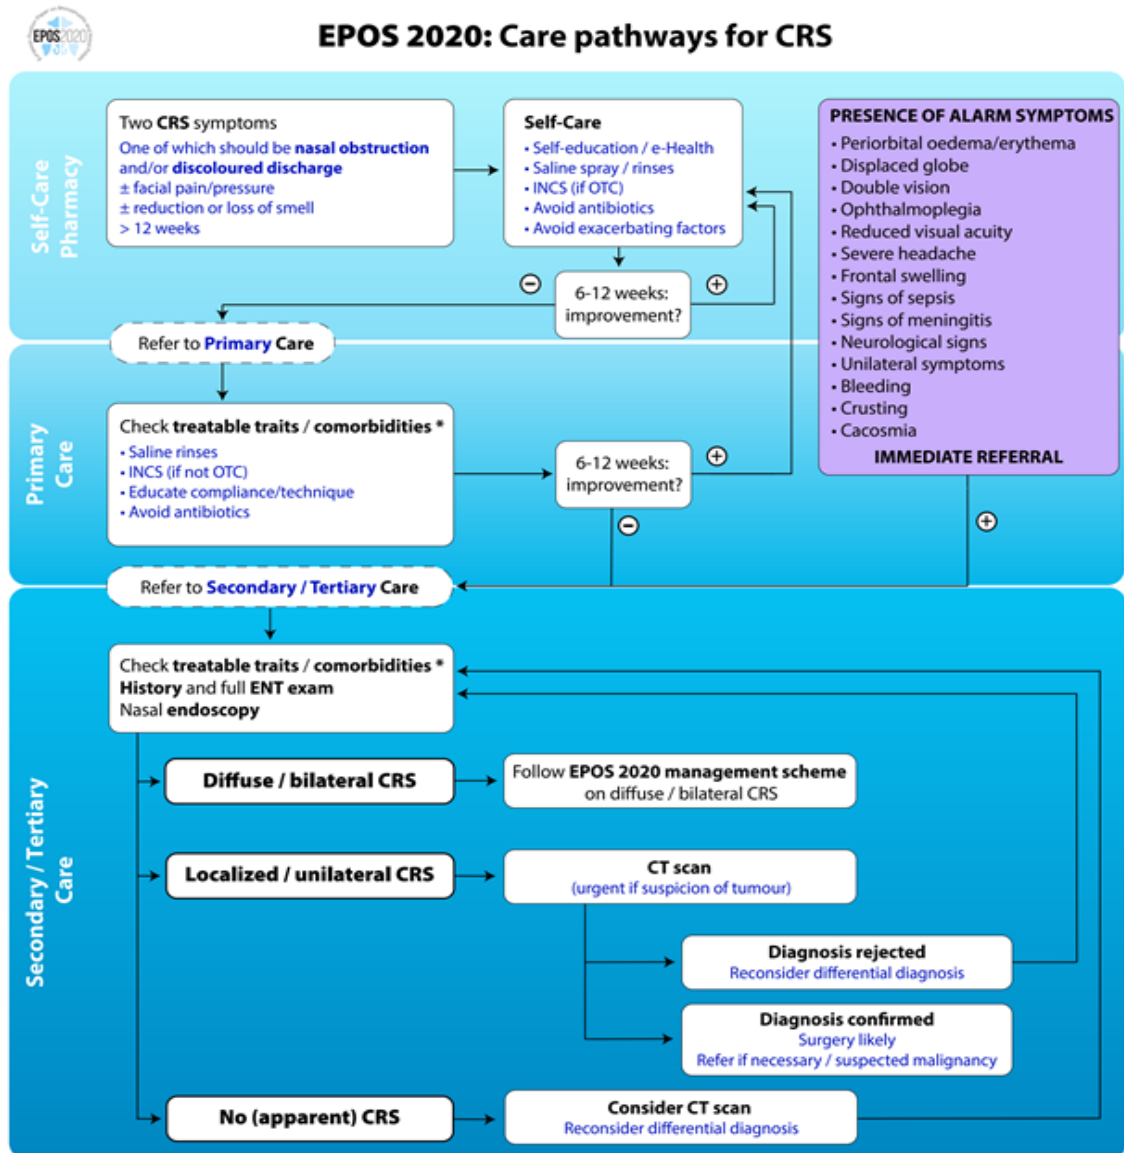 EPOS2020
EPOS 2020: Care pathways for CRS
Self-Care
Pharmacy
Two CRS symptoms
One of which should be nasal obstruction
and/or discoloured discharge
± facial pain/pressure
± reduction or loss of smell
> 12 weeks
Self-Care
• Self-education / e-Health
• Saline spray / rinses
• INCS (if OTC)
• Avoid antibiotics
• Avoid exacerbating factors
PRESENCE OF ALARM SYMPTOMS
• Periorbital oedema/erythema
• Displaced globe
• Double vision
• Ophthalmoplegia
• Reduced visual acuity
• Severe headache
• Frontal swelling
• Signs of sepsis
• Signs of meningitis
• Neurological signs
• Unilateral symptoms
• Bleeding
• Crusting
• Cacosmia
IMMEDIATE REFERRAL
−
6-12 weeks:
improvement?
+
Refer to Primary Care
Primary
Care
Check treatable traits / comorbidities *
• Saline rinses
• INCS (if not OTC)
• Educate compliance/technique
• Avoid antibiotics
6-12 weeks:
improvement?
+
−
+
Refer to Secondary / Tertiary Care
Secondary / Tertiary
Care
Check treatable traits / comorbidities *
History and full ENT exam
Nasal endoscopy
Diffuse / bilateral CRS
Follow EPOS 2020 management scheme
on diffuse / bilateral CRS
Localized / unilateral CRS
CT scan
(urgent if suspicion of tumour)
Diagnosis rejected
Reconsider differential diagnosis
Diagnosis confirmed
Surgery likely
Refer if necessary / suspected malignancy
No (apparent) CRS
Consider CT scan
Reconsider differential diagnosis